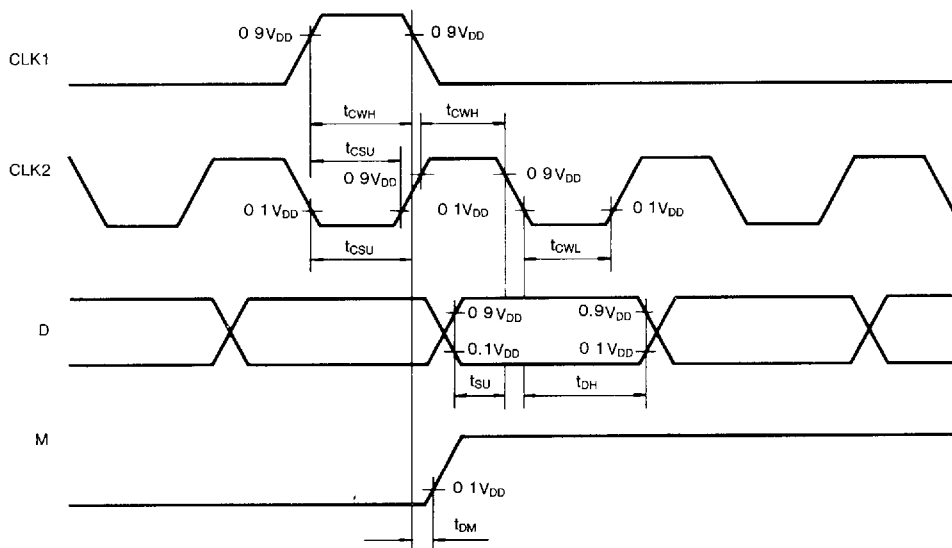 0 9VDD 0 9VDD
CLK1
tCWH tCWH
tCSU
CLK2 0 9VDD 0 9VDD
0 1VDD 0 1VDD 0 1VDD
tCSU tCWL
D 0 9VDD 0.9VDD
0.1VDD 0 1VDD
tSU tDH
M
0 1VDD
tDM